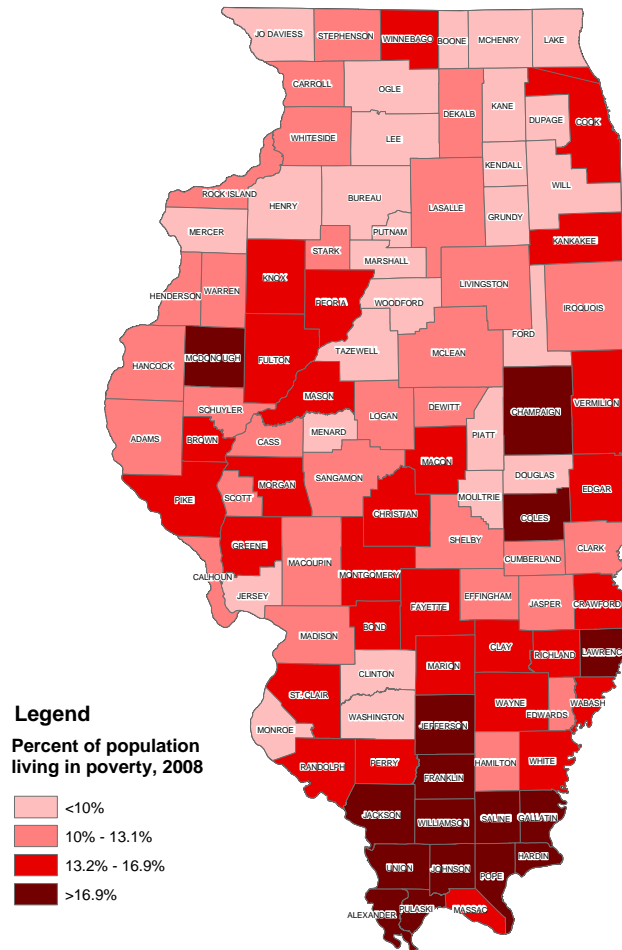 JO DAVIESS
STEPHENSON
WINNEBAGO
BOONE
MCHENRY
LAKE
CARROLL
OGLE
DEKALB
KANE
DUPAGE
COOK
WHITESIDE
LEE
KENDALL
WILL
ROCK ISLAND
HENRY
BUREAU
LASALLE
GRUNDY
MERCER
PUTNAM
KANKAKEE
STARK
MARSHALL
KNOX
HENDERSON
WARREN
PEORIA
WOODFORD
LIVINGSTON
IROQUOIS
FORD
TAZEWELL
MCLEAN
HANCOCK
MCDONOUGH
FULTON
MASON
SCHUYLER
LOGAN
DEWITT
CHAMPAIGN
VERMILION
ADAMS
BROWN
CASS
MENARD
PIATT
MACON
DOUGLAS
SANGAMON
MORGAN
PIKE
SCOTT
MOULTRIE
EDGAR
CHRISTIAN
COLES
GREENE
SHELBY
MACOUPIN
CUMBERLAND
CLARK
CALHOUN
MONTGOMERY
JERSEY
FAYETTE
EFFINGHAM
JASPER
CRAWFORD
MADISON
BOND
CLAY
RICHLAND
LAWRENC
MARION
CLINTON
ST. CLAIR
WAYNE
EDWARDS
WABASH
WASHINGTON
MONROE
JEFFERSON
RANDOLPH
PERRY
HAMILTON
WHITE
FRANKLIN
JACKSON
WILLIAMSON
SALINE
GALLATIN
UNION
JOHNSON
POPE
HARDIN
ALEXANDER
PULASKI
MASSAC
Legend
Percent of population
living in poverty, 2008
<10%
10% - 13.1%
13.2% - 16.9%
>16.9%